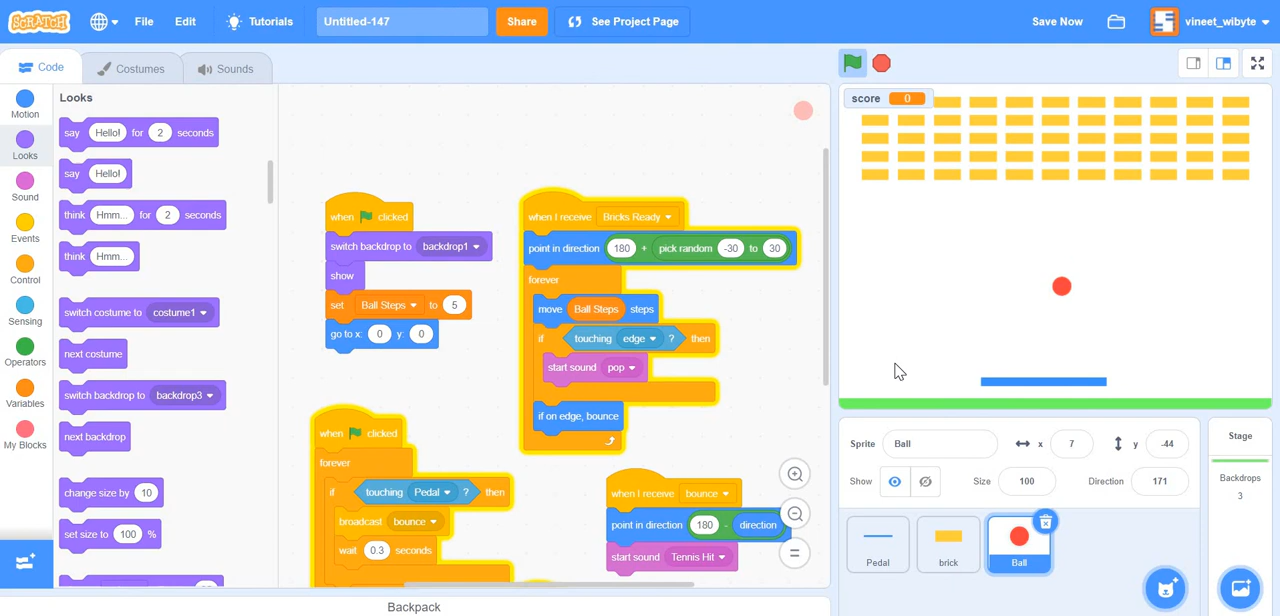 SCRATCH File Edit Tutorials Untitled-147 Share See Project Page Save Now vineet_wibyte
Code Costumes Sounds
Motion
Looks
Sound
Events
Control
Sensing
Operators
Variables
My Blocks
Looks
say Hello! for 2 seconds
say Hello!
think Hmm... for 2 seconds
think Hmm...
switch costume to costume1
next costume
switch backdrop to backdrop3
next backdrop
change size by 10
set size to 100 %
when clicked
switch backdrop to backdrop1
show
set Ball Steps to 5
go to x: 0 y: 0
when I receive Bricks Ready
point in direction 180 + pick random -30 to 30
forever
move Ball Steps steps
if touching edge ? then
start sound pop
if on edge, bounce
when clicked
forever
if touching Pedal ? then
broadcast bounce
wait 0.3 seconds
when I receive bounce
point in direction 180 - direction
start sound Tennis Hit
Backpack
score 0
Sprite Ball x 7 y -44
Show Size 100 Direction 171
Pedal brick Ball
Stage
Backdrops
3